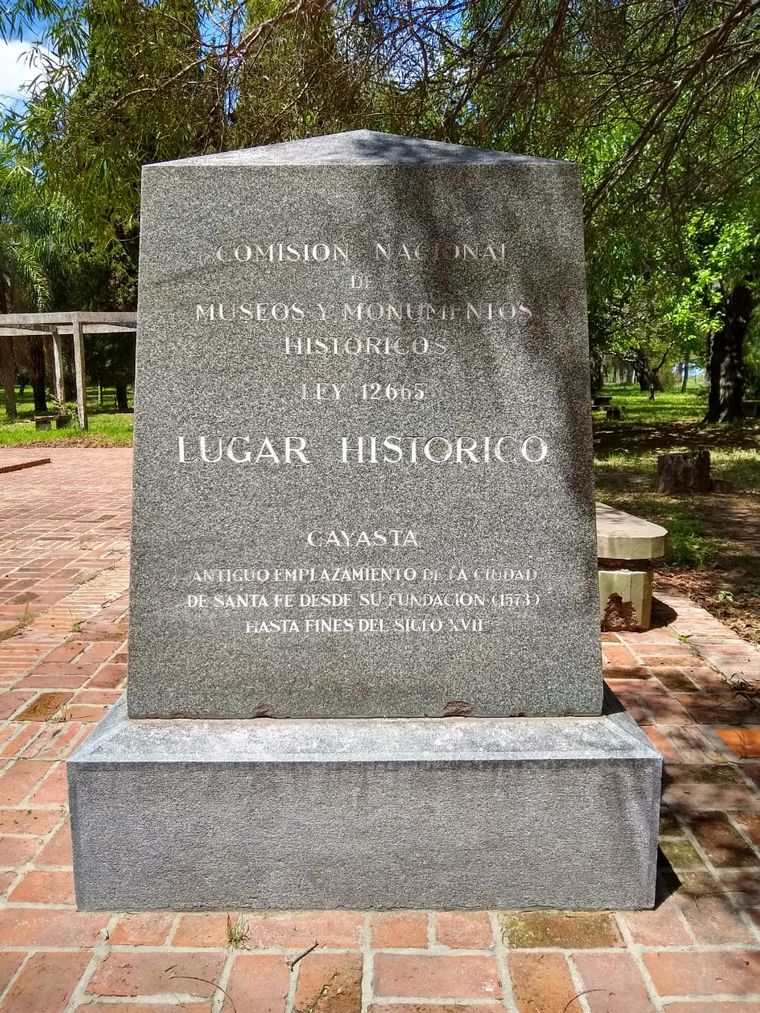 COMISION NACIONAL
DE
MUSEOS Y MONUMENTOS
HISTORICOS
LEY 12665
LUGAR HISTORICO
CAYASTA
ANTIGUO EMPLAZAMIENTO DE LA CIUDAD
DE SANTA FE DESDE SU FUNDACION (1573)
HASTA FINES DEL SIGLO XVII